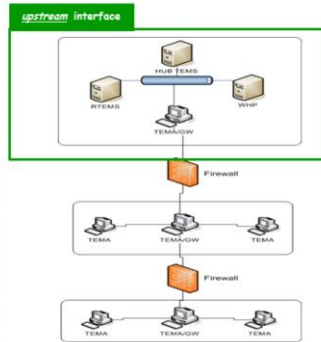 upstream interface
HUB TEMS
RTEMS
WHP
TEMA/GW
Firewall
TEMA
TEMA/GW
TEMA
Firewall
TEMA
TEMA/GW
TEMA